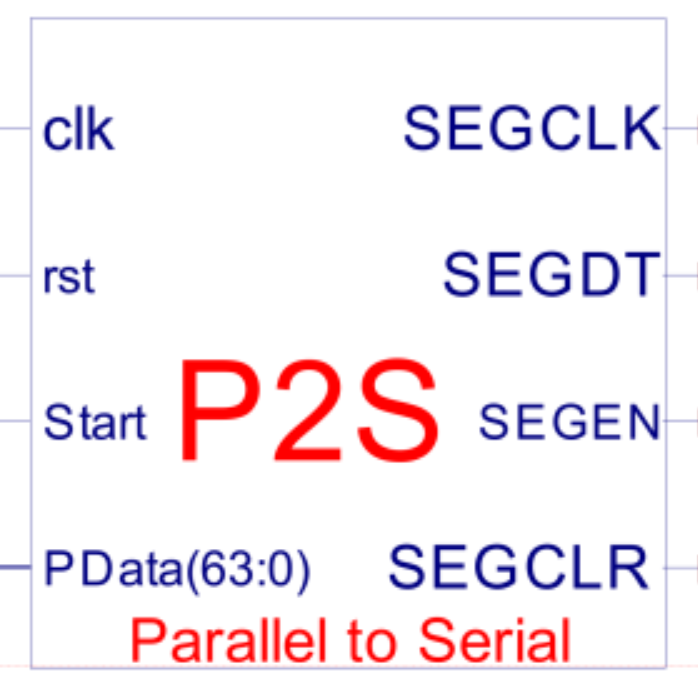 clk SEGCLK
rst SEGDT
Start P2S SEGEN
PData(63:0) SEGCLR
Parallel to Serial